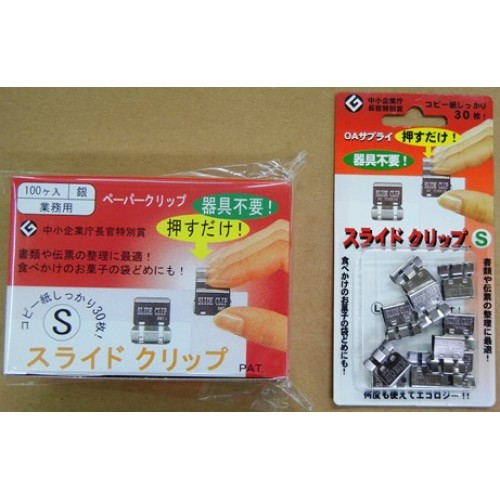 100ヶ入 銀
業務用
ペーパークリップ
器具不要!
中小企業庁長官特別賞
押すだけ!
書類や伝票の整理に最適!
食べかけのお菓子の袋どめにも!
SLIDE CLIP
コピー紙しっかり30枚!
S
スライド クリップ
PAT.
中小企業庁
長官特別賞
コピー紙しっかり
30枚!
OAサプライ
押すだけ!
器具不要!
SLIDE CLIP
スライド クリップ S
食べかけのお菓子の袋どめにも!
書類や伝票の整理に最適!
何度も使えてエコロジー!!